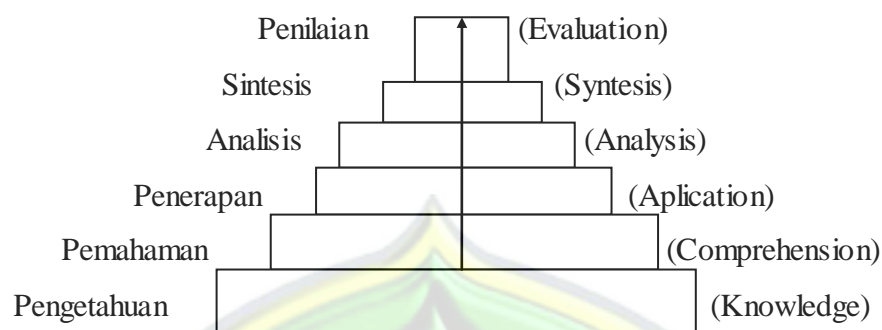 Penilaian (Evaluation)
Sintesis (Syntesis)
Analisis (Analysis)
Penerapan (Aplication)
Pemahaman (Comprehension)
Pengetahuan (Knowledge)